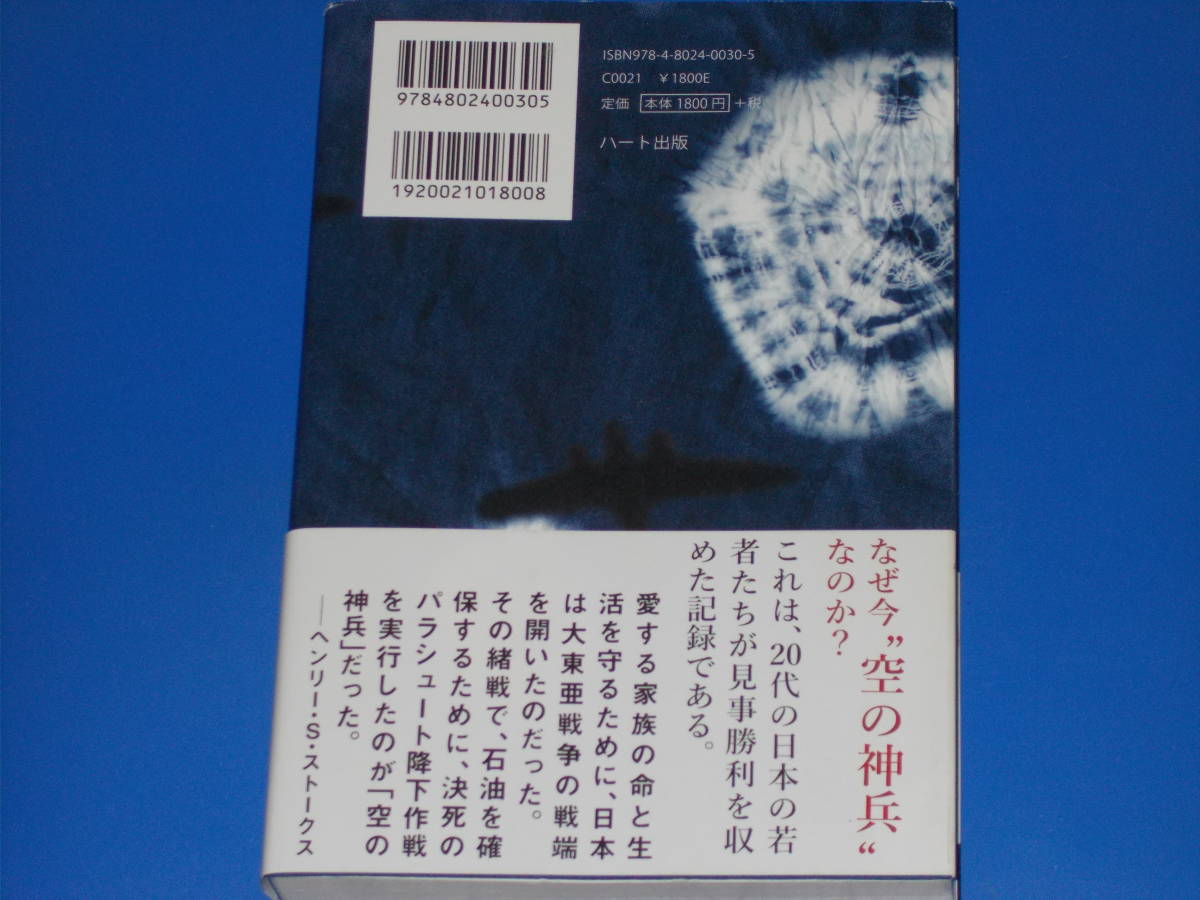 9784802400305
1920021018008
ISBN978-4-8024-0030-5
C0021 ¥1800E
定価 本体1800円 +税
ハート出版
なぜ今〟空の神兵〝
なのか?
これは、20代の日本の若
者たちが見事勝利を収
めた記録である。
愛する家族の命と生
活を守るために、日本
は大東亜戦争の戦端
を開いたのだった。
その緒戦で、石油を確
保するために、決死の
パラシュート降下作戦
を実行したのが「空の
神兵」だった。
──ヘンリー・S・ストークス